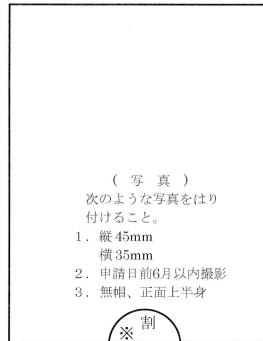 (写真)
次のような写真をはり
付けること。
1. 縦45mm
横35mm
2. 申請日前6月以内撮影
3. 無帽、正面上半身
割
※